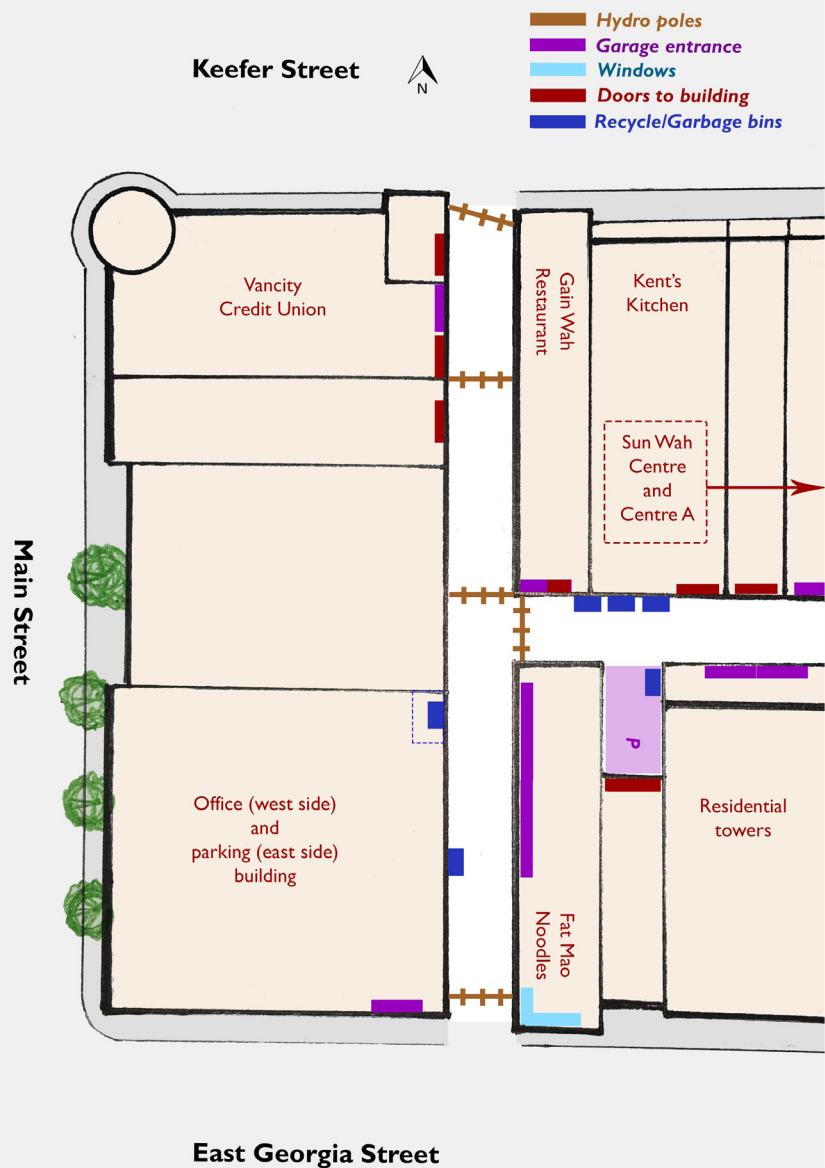 Hydro poles
Garage entrance
Windows
Doors to building
Recycle/Garbage bins
Keefer Street
N
Vancity
Credit Union
Gain Wah
Restaurant
Kent's
Kitchen
Sun Wah
Centre
and
Centre A
Main Street
P
Office (west side)
and
parking (east side)
building
Residential
towers
Fat Mao
Noodles
East Georgia Street